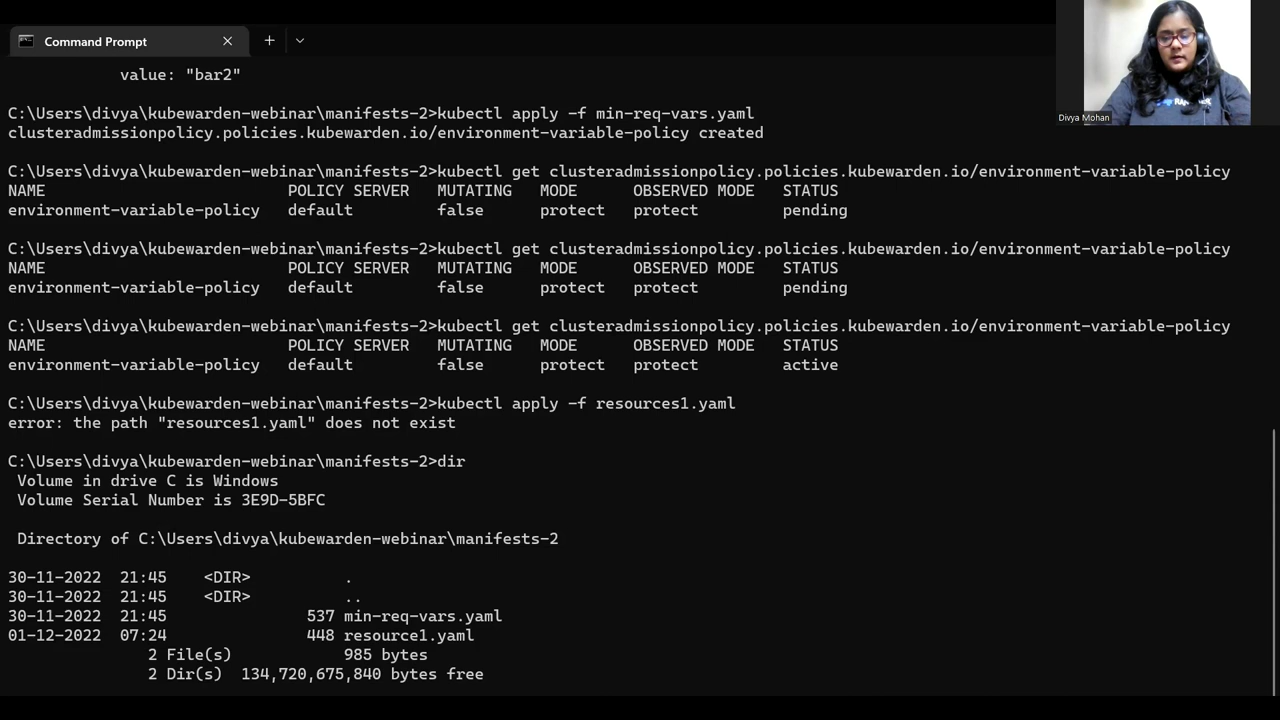 Command Prompt
value: "bar2"
C:\Users\divya\kubewarden-webinar\manifests-2>kubectl apply -f min-req-vars.yaml
clusteradmissionpolicy.policies.kubewarden.io/environment-variable-policy created
C:\Users\divya\kubewarden-webinar\manifests-2>kubectl get clusteradmissionpolicy.policies.kubewarden.io/environment-variable-policy
NAME POLICY SERVER MUTATING MODE OBSERVED MODE STATUS
environment-variable-policy default false protect protect pending
C:\Users\divya\kubewarden-webinar\manifests-2>kubectl get clusteradmissionpolicy.policies.kubewarden.io/environment-variable-policy
NAME POLICY SERVER MUTATING MODE OBSERVED MODE STATUS
environment-variable-policy default false protect protect pending
C:\Users\divya\kubewarden-webinar\manifests-2>kubectl get clusteradmissionpolicy.policies.kubewarden.io/environment-variable-policy
NAME POLICY SERVER MUTATING MODE OBSERVED MODE STATUS
environment-variable-policy default false protect protect active
C:\Users\divya\kubewarden-webinar\manifests-2>kubectl apply -f resources1.yaml
error: the path "resources1.yaml" does not exist
C:\Users\divya\kubewarden-webinar\manifests-2>dir
Volume in drive C is Windows
Volume Serial Number is 3E9D-5BFC
Directory of C:\Users\divya\kubewarden-webinar\manifests-2
30-11-2022 21:45 <DIR> .
30-11-2022 21:45 <DIR> ..
30-11-2022 21:45 537 min-req-vars.yaml
01-12-2022 07:24 448 resource1.yaml
2 File(s) 985 bytes
2 Dir(s) 134,720,675,840 bytes free
Divya Mohan